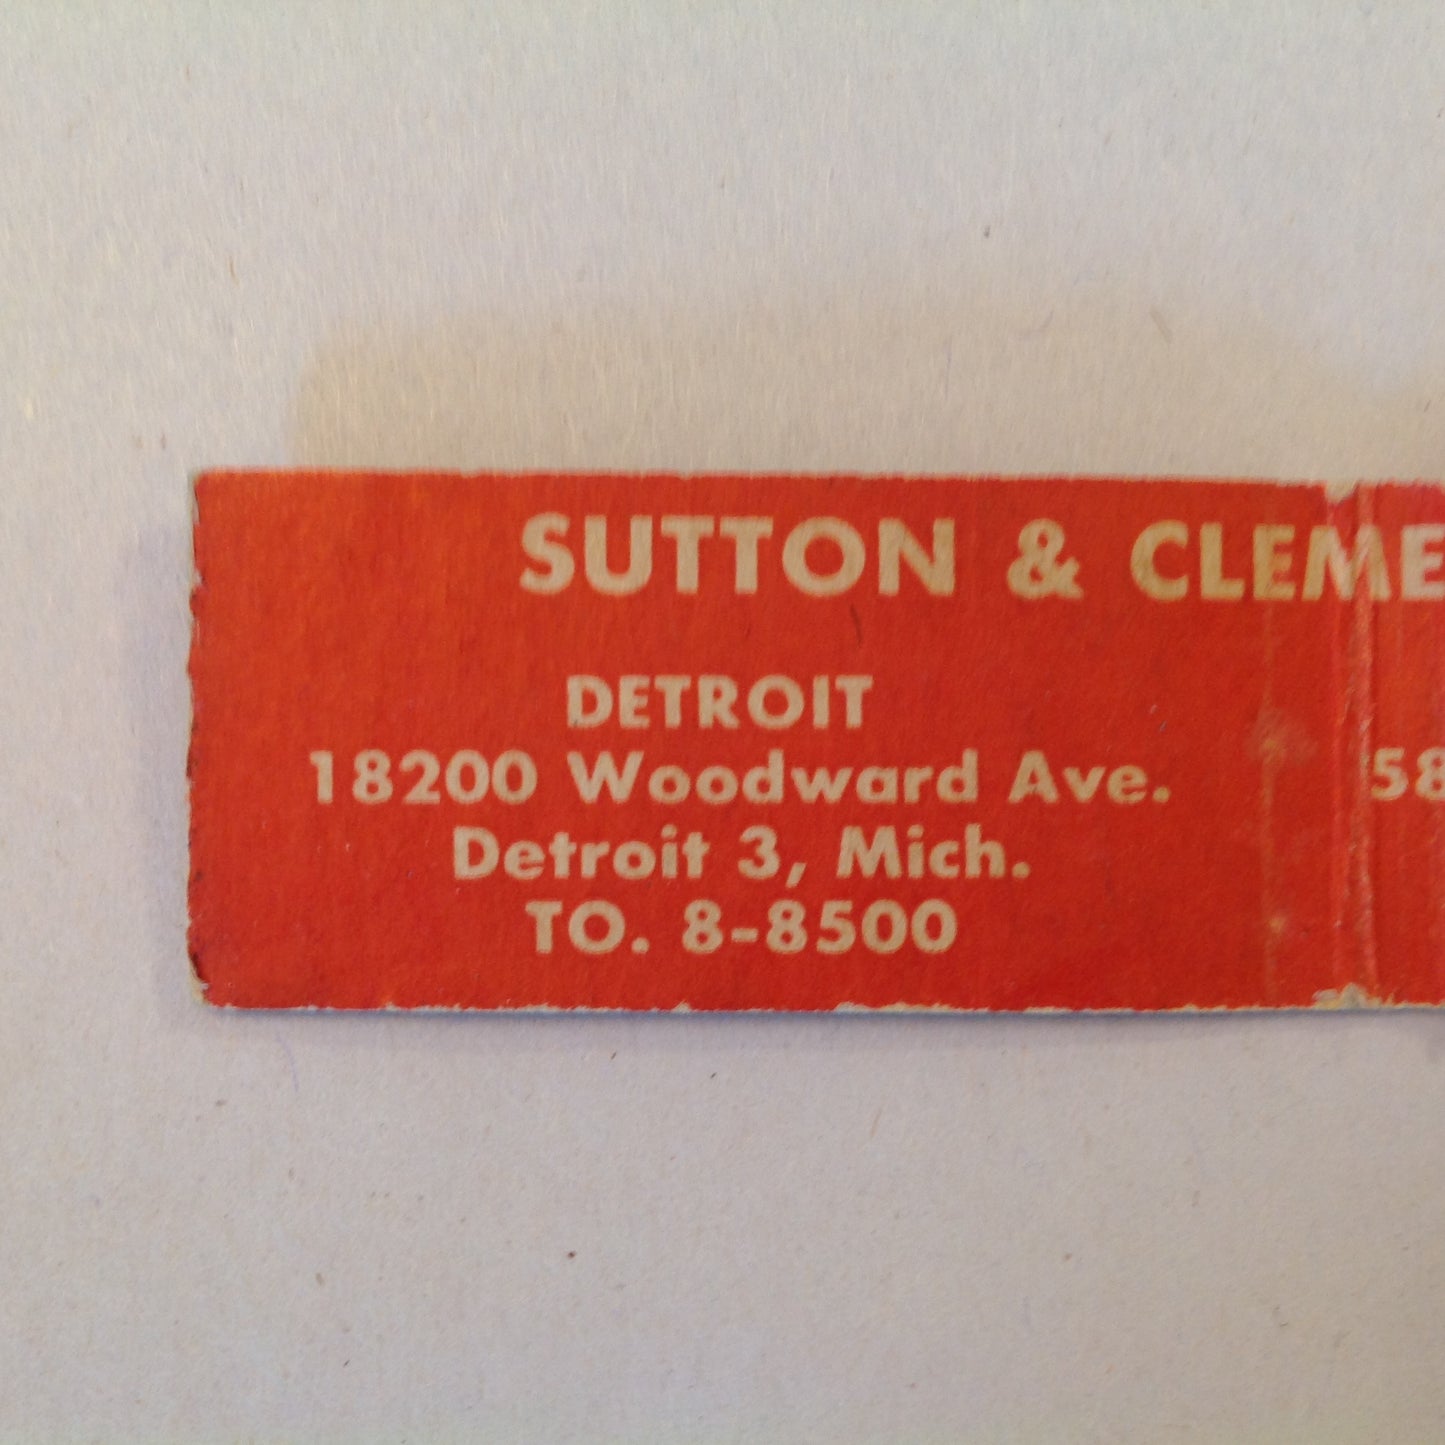 SUTTON & CLEME
DETROIT
18200 Woodward Ave.
58
Detroit 3, Mich.
TO. 8-8500